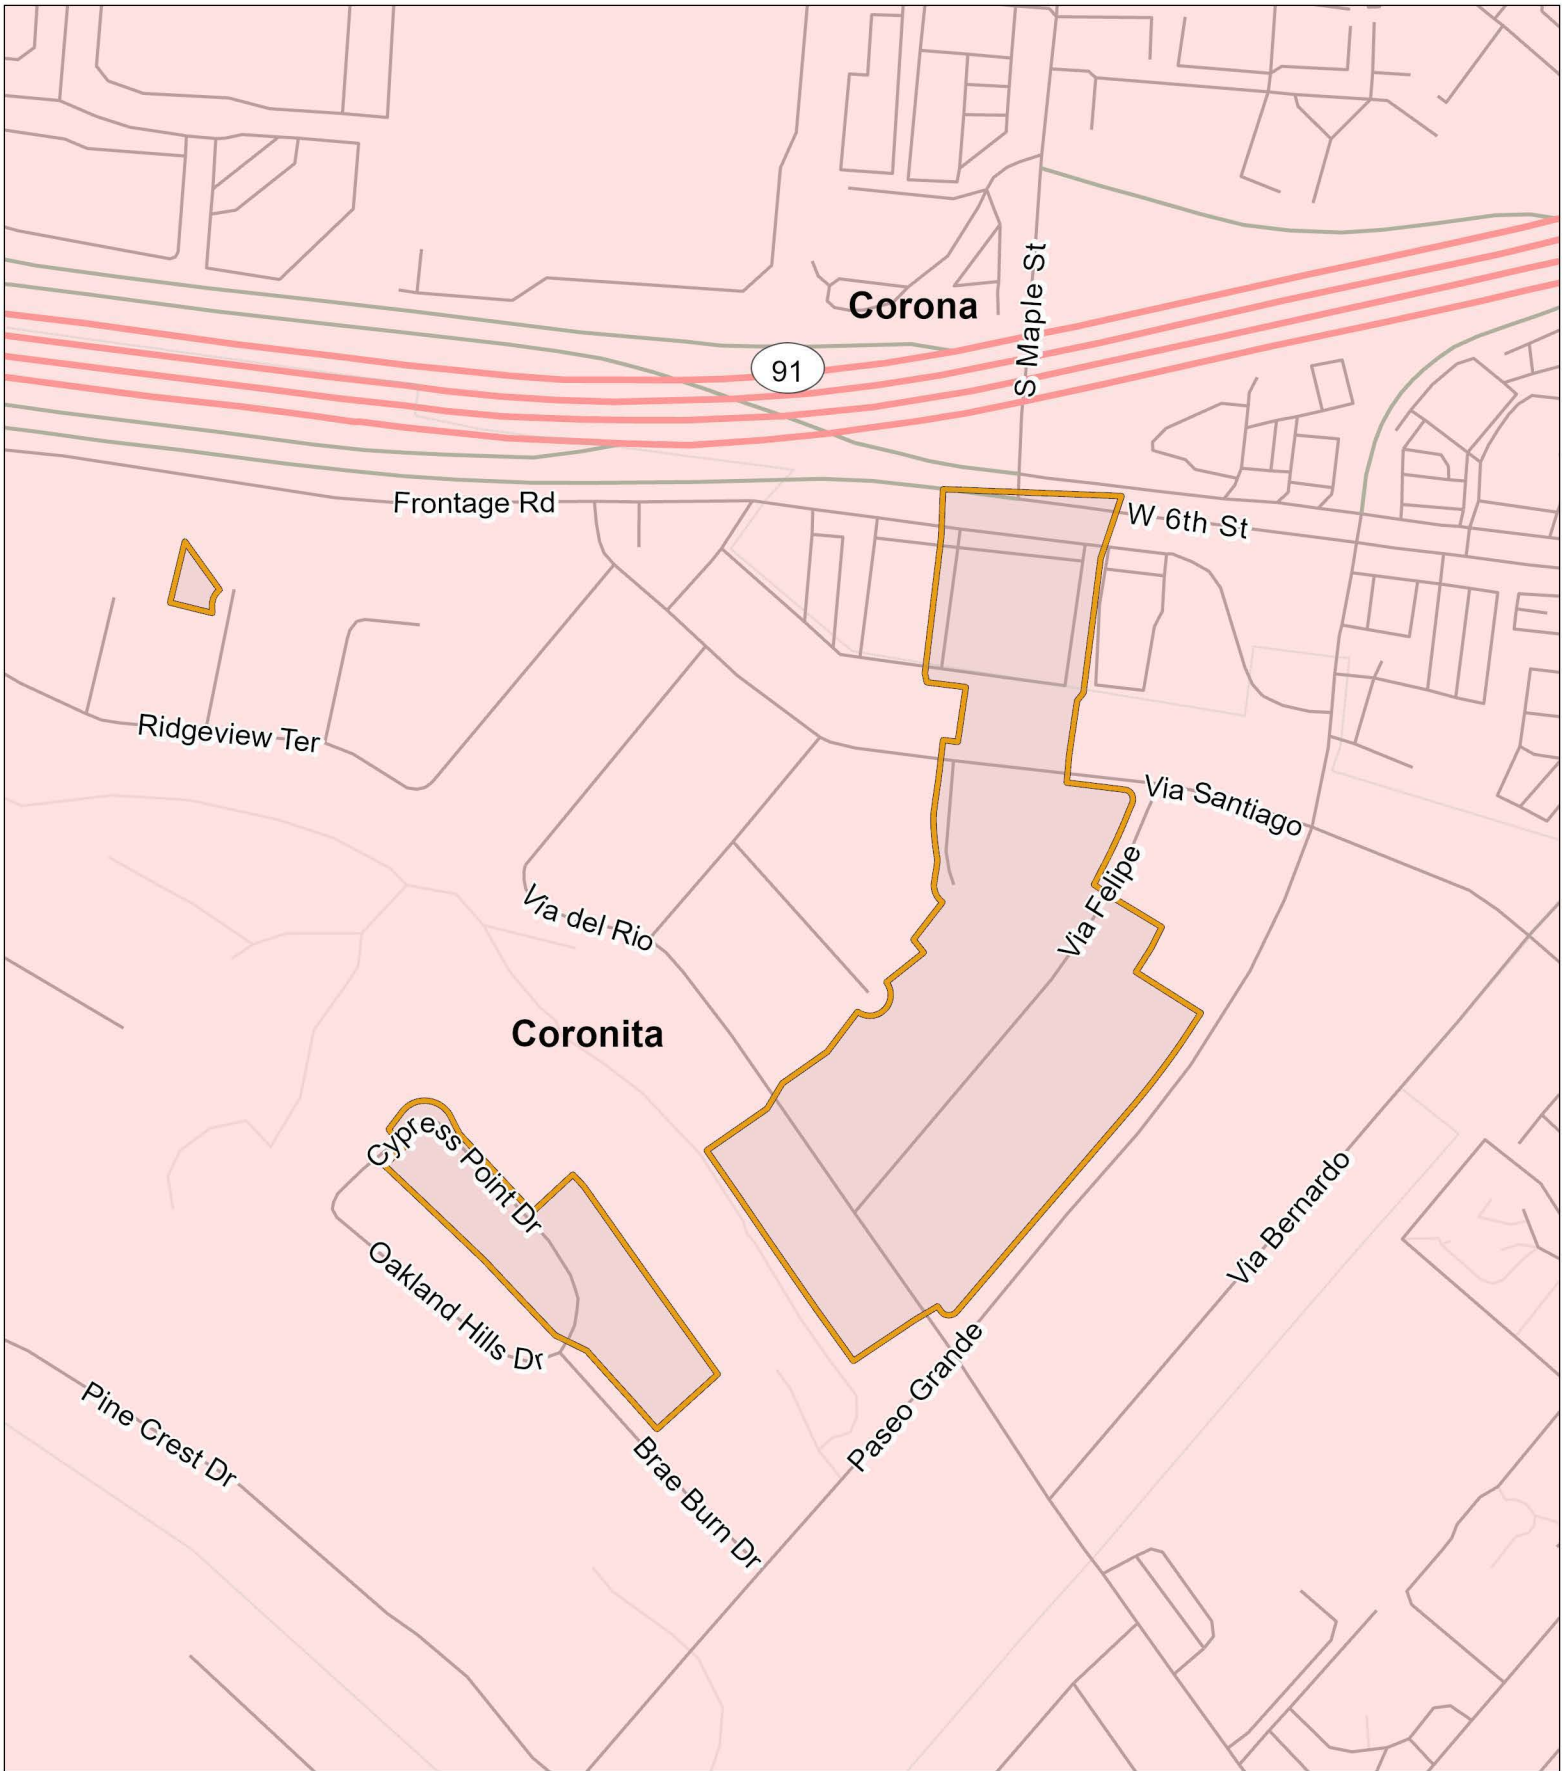 S Maple St
Corona
91
Frontage Rd
W 6th St
Ridgeview Ter
Via Santiago
Via Felipe
Via del Rio
Coronita
Cypress Point Dr
Via Bernardo
Oakland Hills Dr
Paseo Grande
Pine Crest Dr
Brae Burn Dr